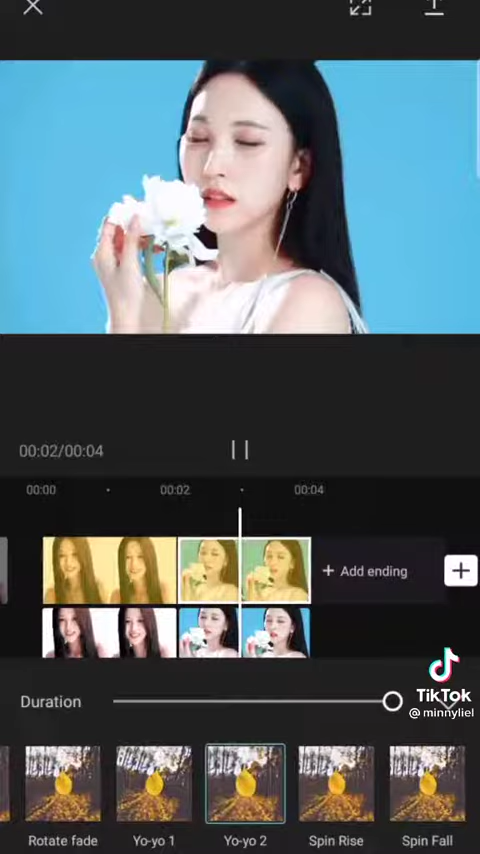 00:02/00:04
00:00
00:02
00:04
+ Add ending
Duration
TikTok
@minnyliel
Rotate fade
Yo-yo 1
Yo-yo 2
Spin Rise
Spin Fall